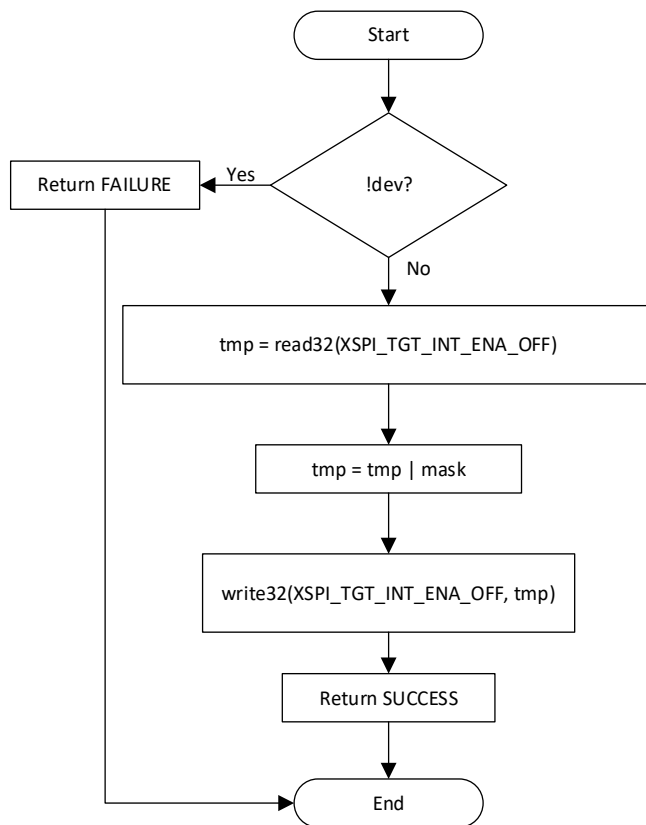 Start
!dev?
Yes
Return FAILURE
No
tmp = read32(XSPI_TGT_INT_ENA_OFF)
tmp = tmp | mask
write32(XSPI_TGT_INT_ENA_OFF, tmp)
Return SUCCESS
End